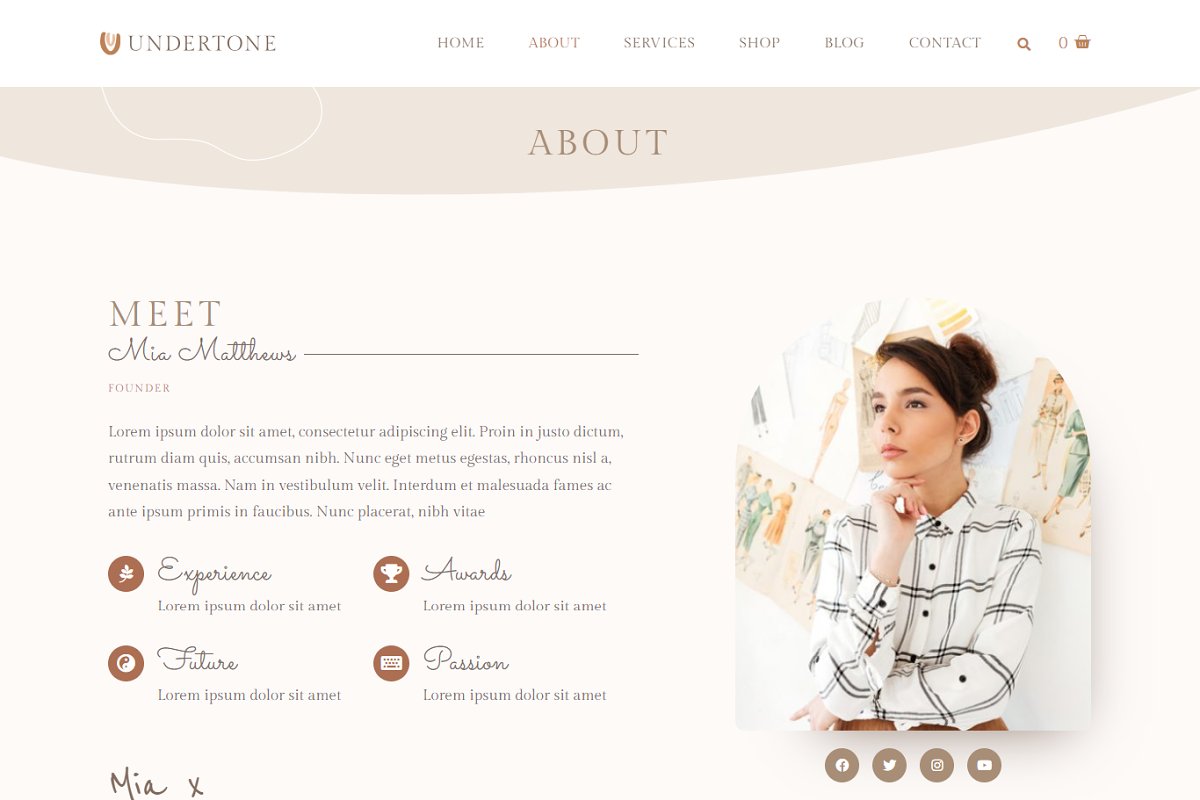 UNDERTONE
HOME ABOUT SERVICES SHOP BLOG CONTACT 0
ABOUT
MEET
Mia Matthews
FOUNDER
Lorem ipsum dolor sit amet, consectetur adipiscing elit. Proin in justo dictum,
rutrum diam quis, accumsan nibh. Nunc eget metus egestas, rhoncus nisl a,
venenatis massa. Nam in vestibulum velit. Interdum et malesuada fames ac
ante ipsum primis in faucibus. Nunc placerat, nibh vitae
Experience
Lorem ipsum dolor sit amet
Awards
Lorem ipsum dolor sit amet
Future
Lorem ipsum dolor sit amet
Passion
Lorem ipsum dolor sit amet
Mia x